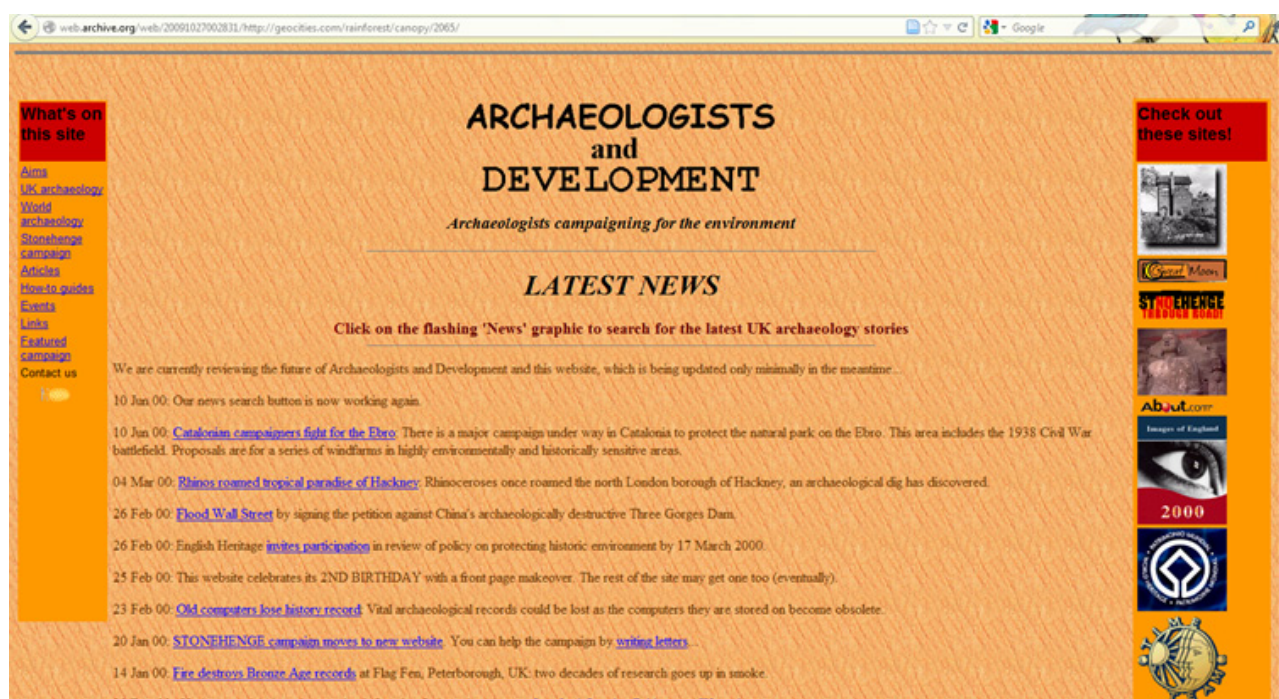 web.archive.org/web/20091027002831/http://geocities.com/rainforest/canopy/2065/
Google
What's on
this site
Aims
UK archaeology
World
archaeology
Stonehenge
campaign
Articles
How-to guides
Events
Links
Featured
campaign
Contact us
ARCHAEOLOGISTS
and
DEVELOPMENT
Archaeologists campaigning for the environment
LATEST NEWS
Click on the flashing 'News' graphic to search for the latest UK archaeology stories
We are currently reviewing the future of Archaeologists and Development and this website, which is being updated only minimally in the meantime...
10 Jun 00: Our news search button is now working again.
10 Jun 00: Catalonian campaigners fight for the Ebro: There is a major campaign under way in Catalonia to protect the natural park on the Ebro. This area includes the 1938 Civil War
battlefield. Proposals are for a series of windfarms in highly environmentally and historically sensitive areas.
04 Mar 00: Rhinos roamed tropical paradise of Hackney: Rhinoceroses once roamed the north London borough of Hackney, an archaeological dig has discovered.
26 Feb 00: Flood Wall Street by signing the petition against China's archaeologically destructive Three Gorges Dam.
26 Feb 00: English Heritage invites participation in review of policy on protecting historic environment by 17 March 2000.
25 Feb 00: This website celebrates its 2ND BIRTHDAY with a front page makeover. The rest of the site may get one too (eventually).
23 Feb 00: Old computers lose history record: Vital archaeological records could be lost as the computers they are stored on become obsolete.
20 Jan 00: STONEHENGE campaign moves to new website. You can help the campaign by writing letters...
14 Jan 00: Fire destroys Bronze Age records at Flag Fen, Peterborough, UK: two decades of research goes up in smoke.
Check out
these sites!
Great Moon
STNOEHENGE
THROUGH ROAD!
About.com
Images of England
2000
WORLD HERITAGE
PATRIMONIO MUNDIAL
TIME